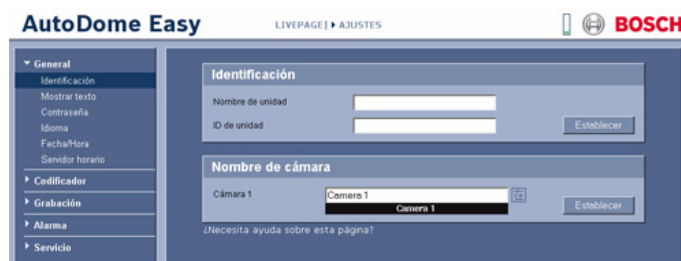 AutoDome Easy
LIVEPAGE| ▸ AJUSTES
BOSCH
General
Identificación
Mostrar texto
Contraseña
Idioma
Fecha/Hora
Servidor horario
Codificador
Grabación
Alarma
Servicio
Identificación
Nombre de unidad
ID de unidad
Establecer
Nombre de cámara
Cámara 1
Camera 1
Camera 1
Establecer
¿Necesita ayuda sobre esta página?